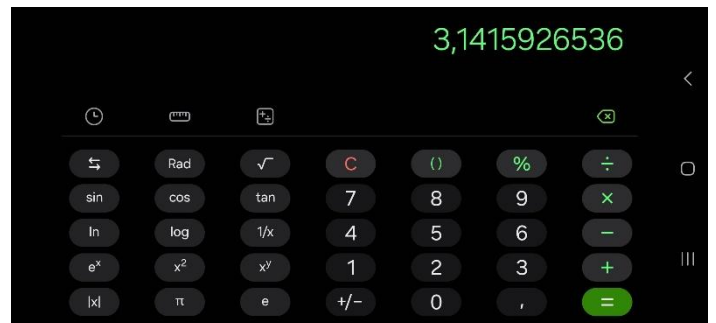 3,1415926536
Rad √ C () % ÷
sin cos tan 7 8 9 ×
ln log 1/x 4 5 6 −
eˣ x² xʸ 1 2 3 +
|x| π e +/− 0 , =